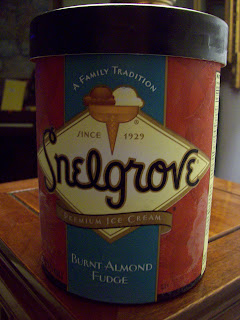 A FAMILY TRADITION
SINCE 1929
Snelgrove
PREMIUM ICE CREAM
BURNT ALMOND
FUDGE